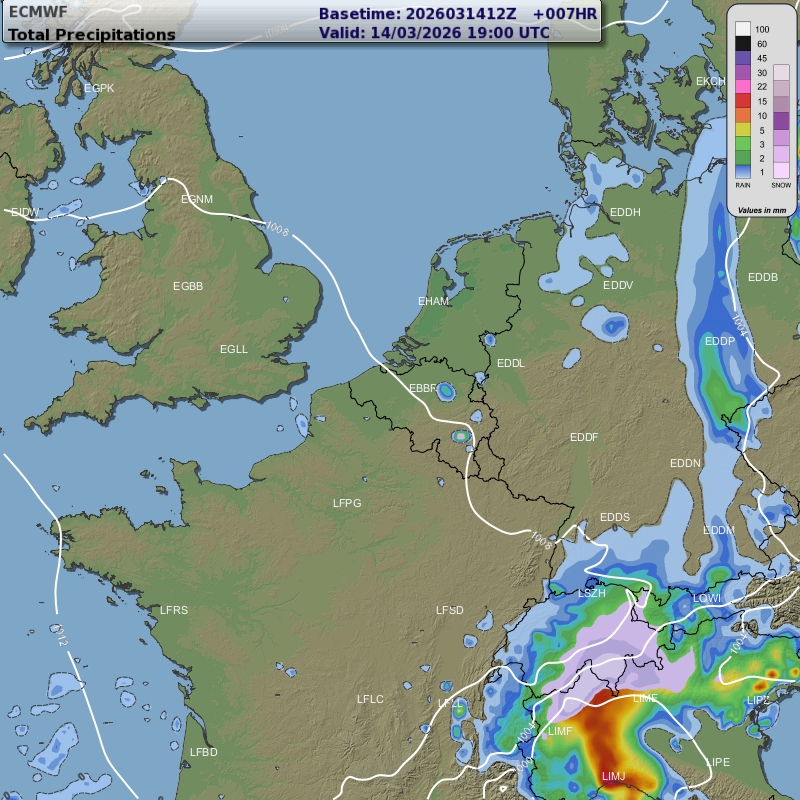 ECMWF
Basetime: 2026031412Z +007HR
Total Precipitations
Valid: 14/03/2026 19:00 UTC
100
60
45
30
22
15
10
5
3
2
1
RAIN SNOW
Values in mm
EGPK
EKCH
EIDW
EGNM
1008
EDDH
EGBB
EHAM
EDDV
EDDB
1004
EGLL
EDDL
EDDP
EBBR
EDDF
EDDN
LFPG
EDDS
EDDM
1008
LSZH
LOWI
LFRS
LFSD
1012
1004
LFLC
LFLL
LIME
LIPZ
LIMF
1004
LFBD
LIPE
LIMJ